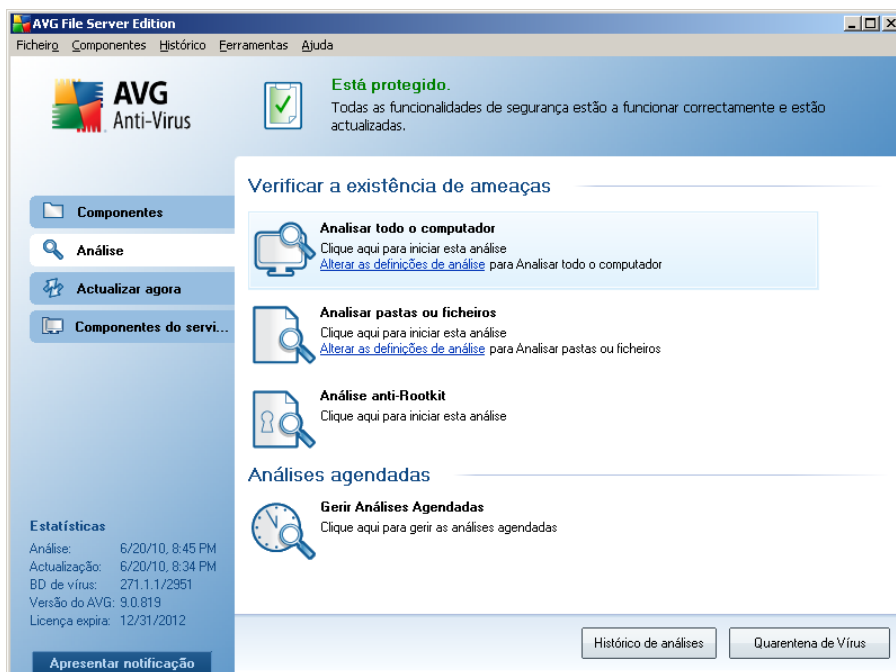 AVG File Server Edition
Ficheiro Componentes Histórico Ferramentas Ajuda
AVG
Anti-Virus
Está protegido.
Todas as funcionalidades de segurança estão a funcionar correctamente e estão
actualizadas.
Componentes
Análise
Actualizar agora
Componentes do servi...
Verificar a existência de ameaças
Analisar todo o computador
Clique aqui para iniciar esta análise
Alterar as definições de análise para Analisar todo o computador
Analisar pastas ou ficheiros
Clique aqui para iniciar esta análise
Alterar as definições de análise para Analisar pastas ou ficheiros
Análise anti-Rootkit
Clique aqui para iniciar esta análise
Análises agendadas
Gerir Análises Agendadas
Clique aqui para gerir as análises agendadas
Estatísticas
Análise: 6/20/10, 8:45 PM
Actualização: 6/20/10, 8:34 PM
BD de vírus: 271.1.1/2951
Versão do AVG: 9.0.819
Licença expira: 12/31/2012
Apresentar notificação
Histórico de análises
Quarentena de Vírus